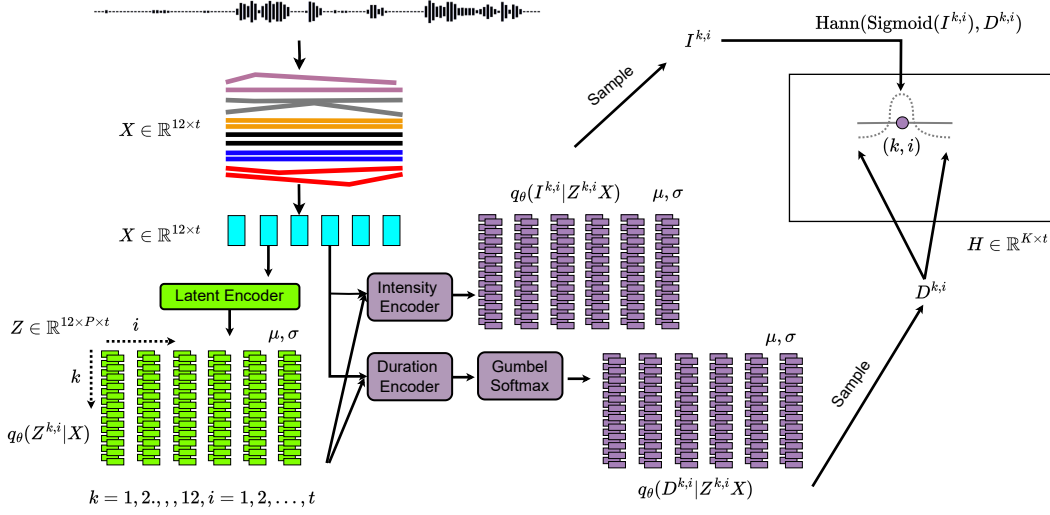 Hann(Sigmoid(I^{k,i}), D^{k,i})
I^{k,i}
Sample
X ∈ ℝ^{12×t}
(k, i)
q_θ(I^{k,i}|Z^{k,i}X)
μ, σ
X ∈ ℝ^{12×t}
H ∈ ℝ^{K×t}
Latent Encoder
Intensity
Encoder
D^{k,i}
Z ∈ ℝ^{12×P×t}
i
μ, σ
μ, σ
k
Duration
Encoder
Gumbel
Softmax
Sample
q_θ(Z^{k,i}|X)
q_θ(D^{k,i}|Z^{k,i}X)
k = 1, 2., , , 12, i = 1, 2, . . . , t